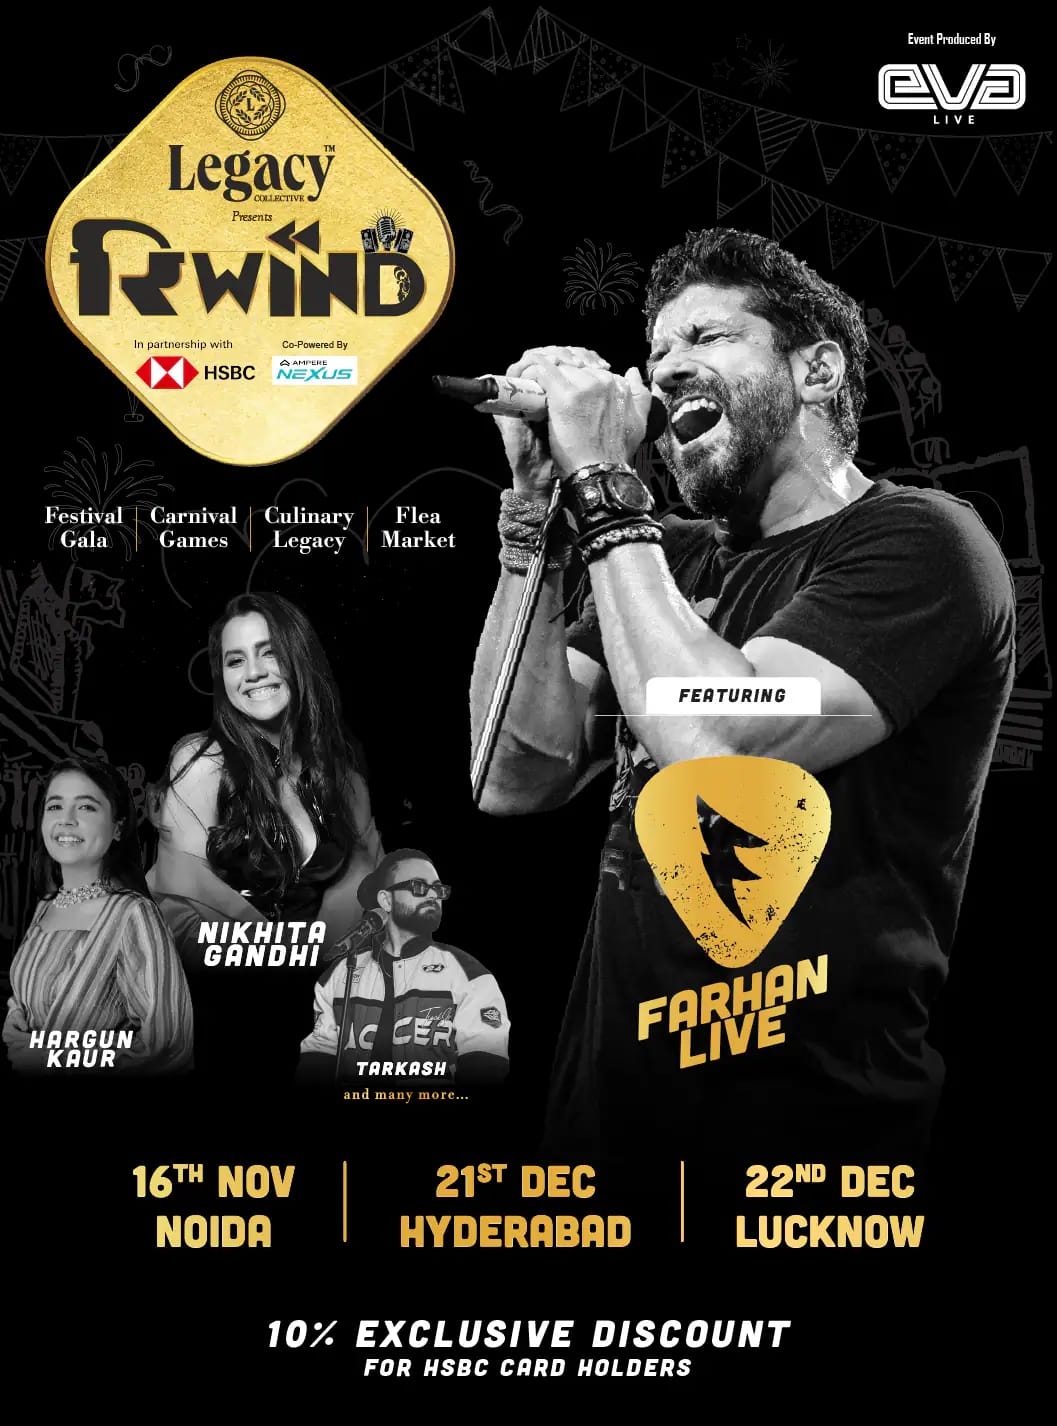 Event Produced By
eva
LIVE
L
Legacy™
COLLECTIVE
Presents
रिWIND
In partnership with
HSBC
Co-Powered By
AMPERE
NEXUS
Festival
Gala
Carnival
Games
Culinary
Legacy
Flea
Market
FEATURING
FARHAN
LIVE
NIKHITA
GANDHI
HARGUN
KAUR
TARKASH
and many more...
16TH NOV
NOIDA
21ST DEC
HYDERABAD
22ND DEC
LUCKNOW
10% EXCLUSIVE DISCOUNT
FOR HSBC CARD HOLDERS